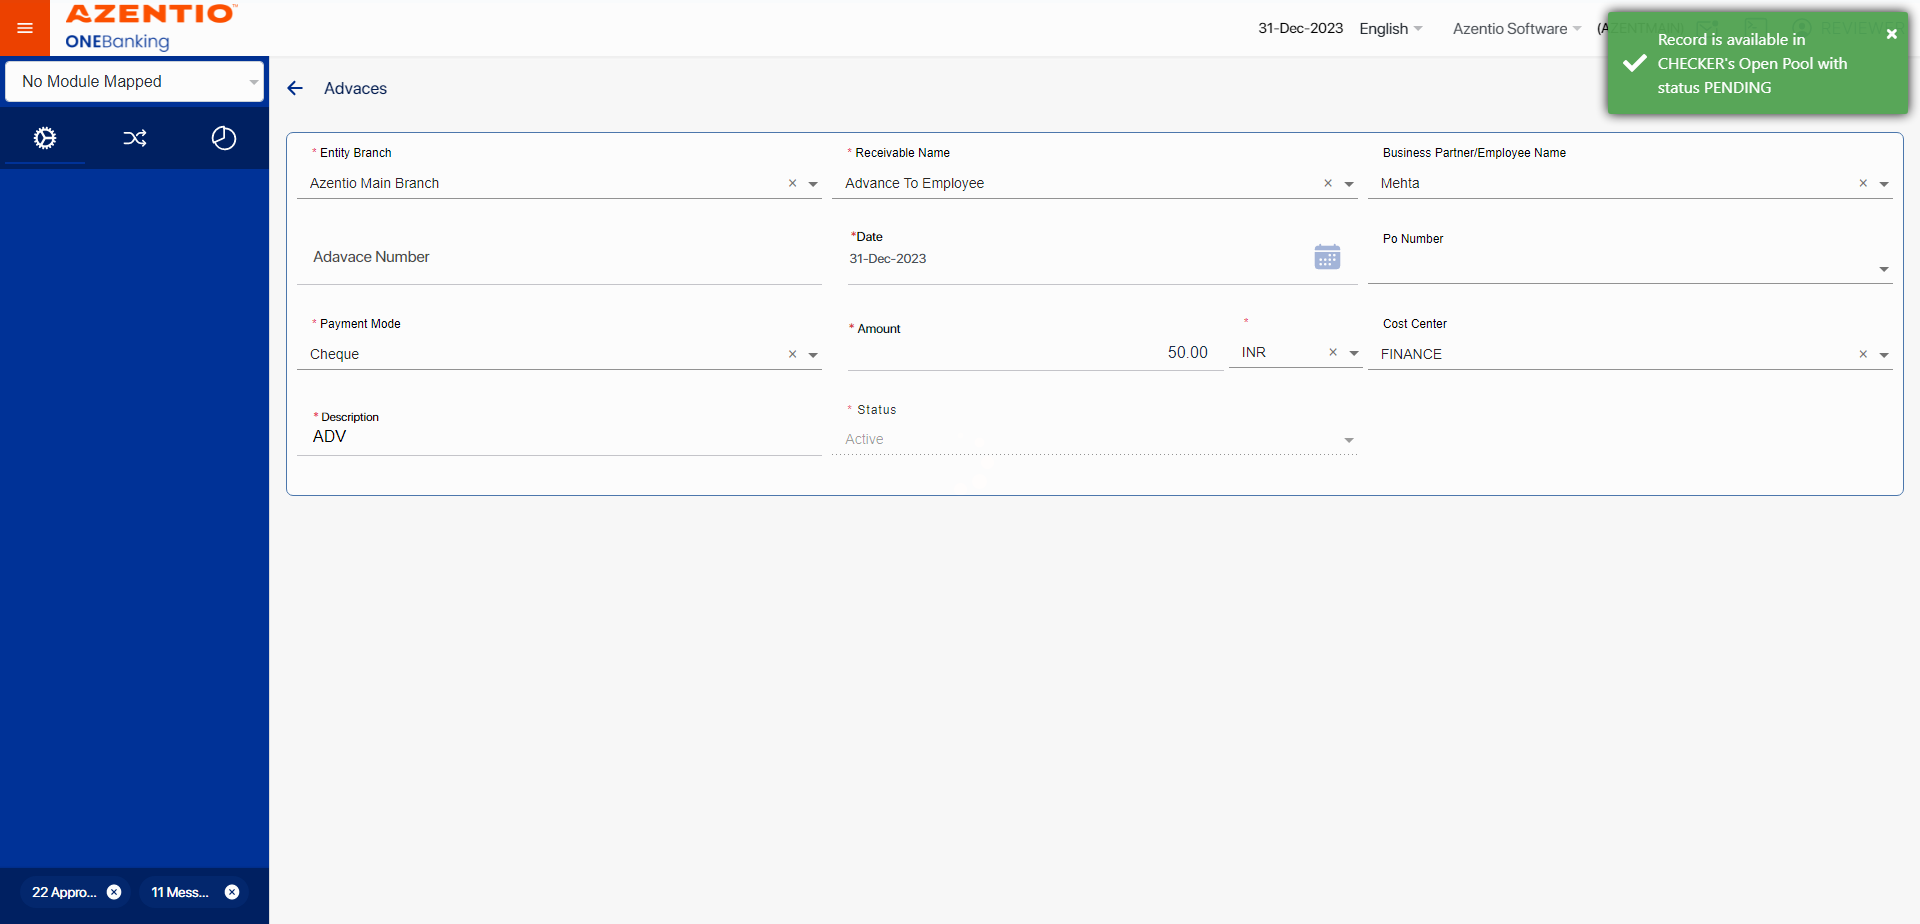 AZENTIO™
ONEBanking
31-Dec-2023 English Azentio Software
Record is available in
CHECKER's Open Pool with
status PENDING
No Module Mapped
Advaces
* Entity Branch
Azentio Main Branch
* Receivable Name
Advance To Employee
Business Partner/Employee Name
Mehta
Adavace Number
*Date
31-Dec-2023
Po Number
* Payment Mode
Cheque
* Amount
50.00
*
INR
Cost Center
FINANCE
* Description
ADV
* Status
Active
22 Appro...
11 Mess...